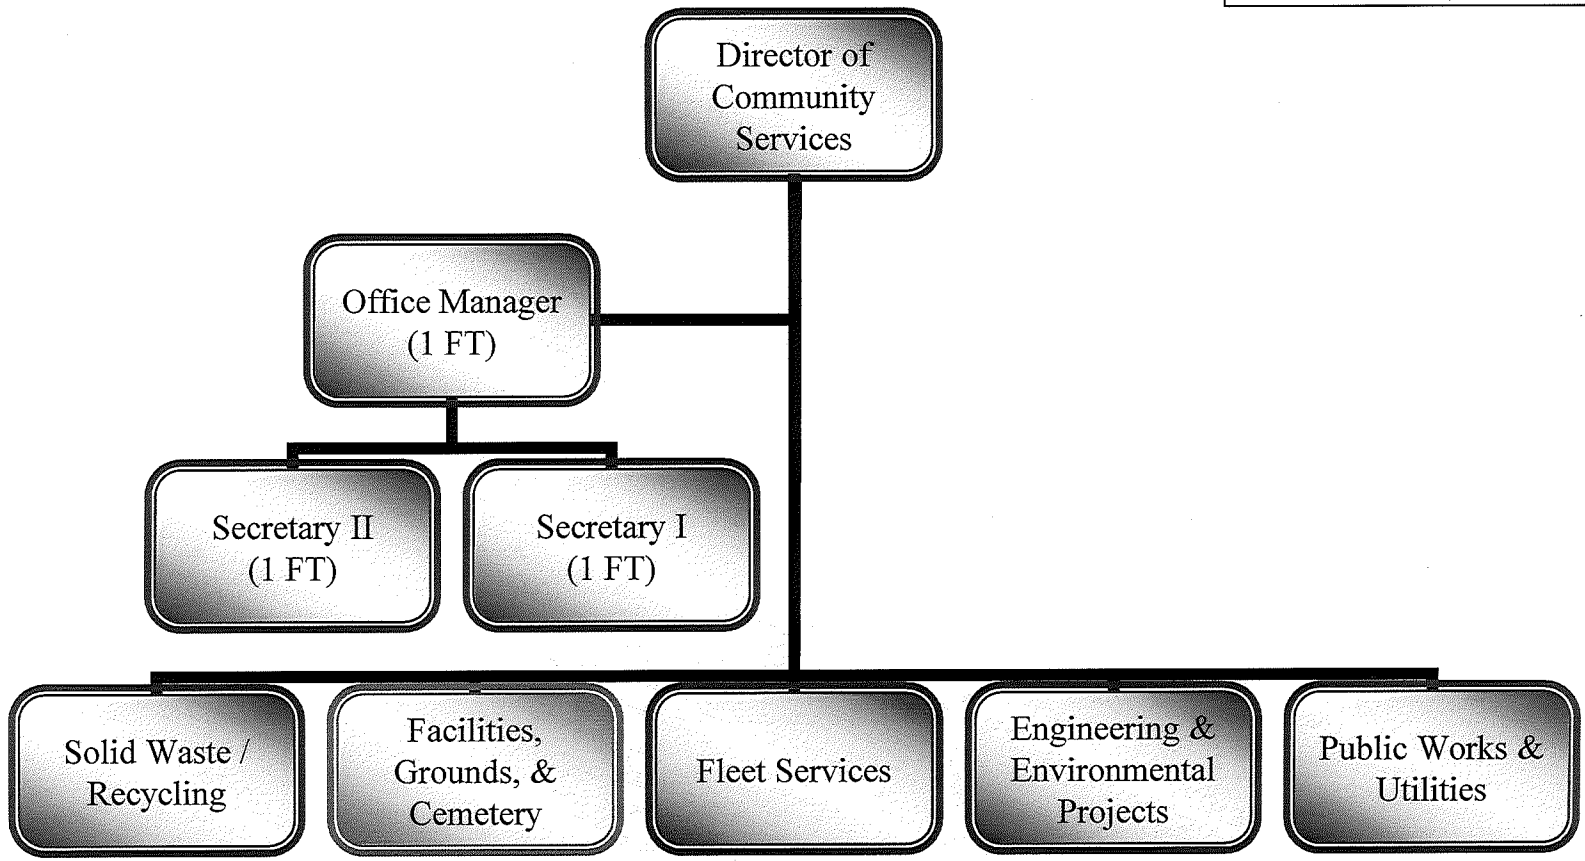 Director of
Community
Services
Office Manager
(1 FT)
Secretary II
(1 FT)
Secretary I
(1 FT)
Solid Waste /
Recycling
Facilities,
Grounds, &
Cemetery
Fleet Services
Engineering &
Environmental
Projects
Public Works &
Utilities